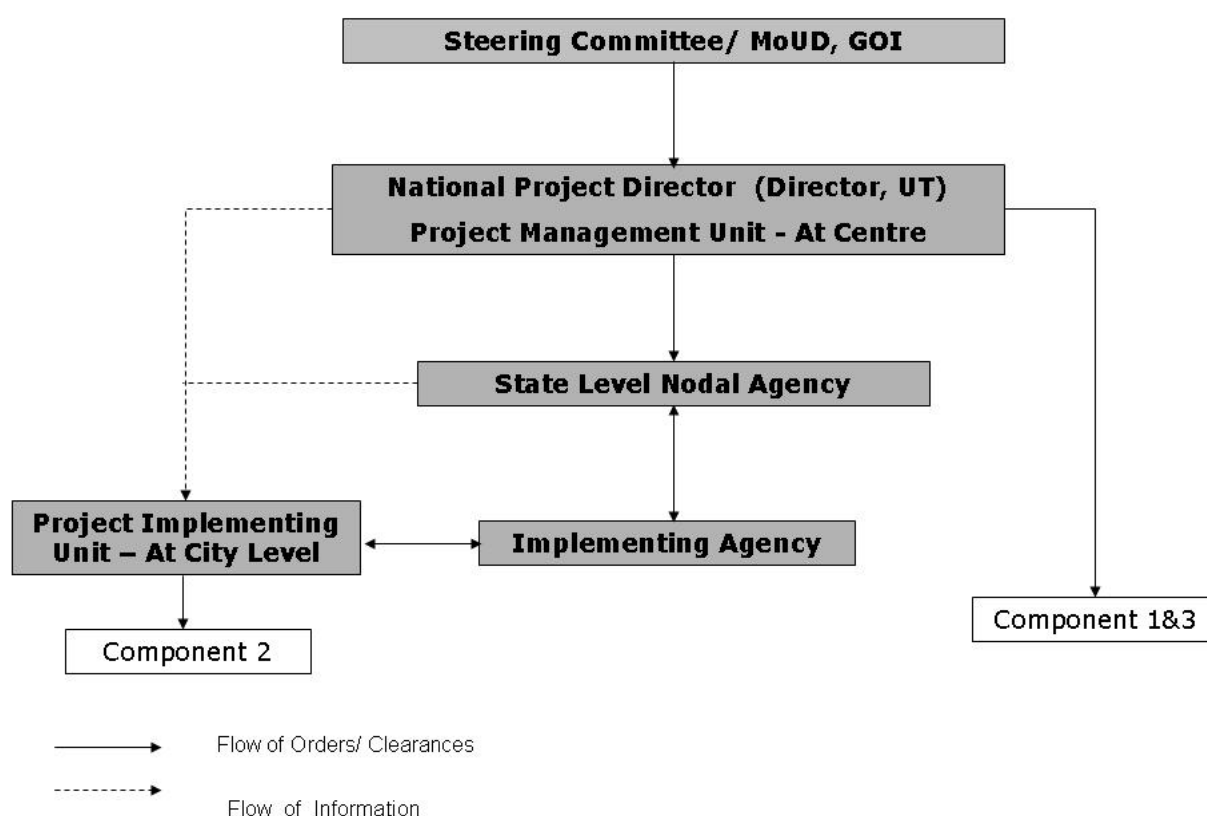 Steering Committee/ MoUD, GOI
National Project Director (Director, UT)
Project Management Unit - At Centre
State Level Nodal Agency
Project Implementing
Unit – At City Level
Implementing Agency
Component 1&3
Component 2
Flow of Orders/ Clearances
Flow of Information